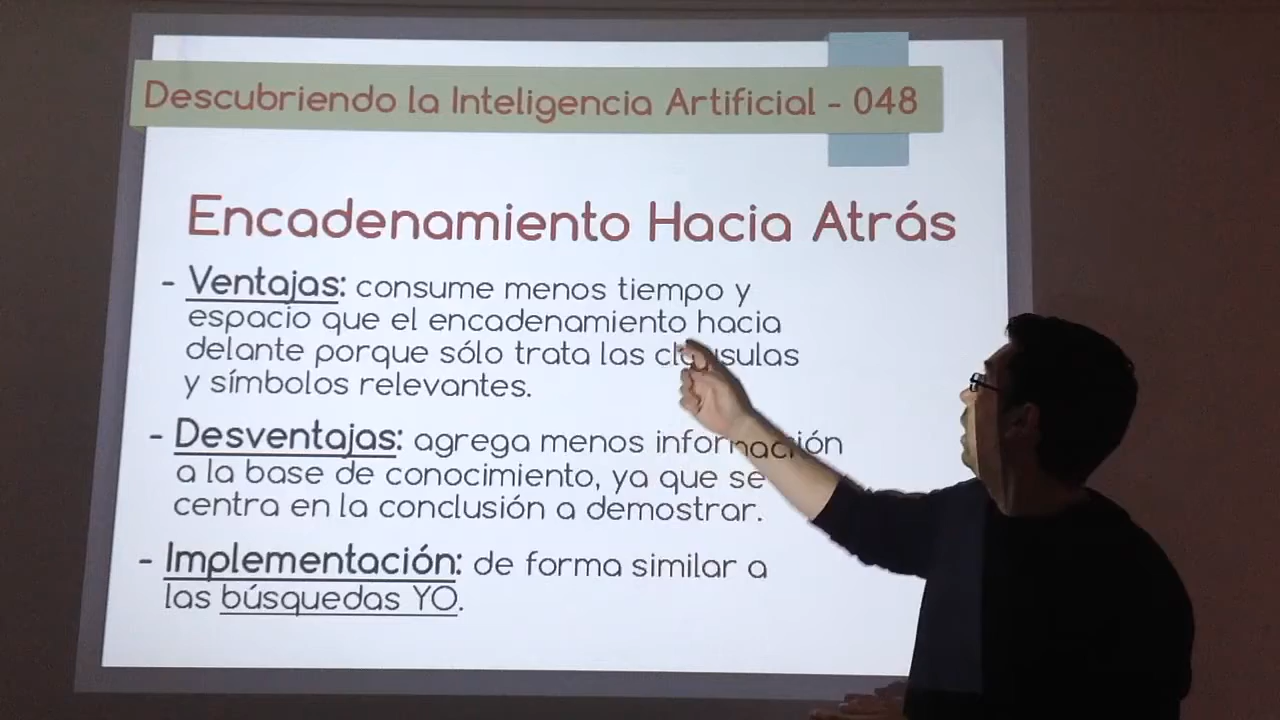 Descubriendo la Inteligencia Artificial - 048
Encadenamiento Hacia Atrás
- Ventajas: consume menos tiempo y
espacio que el encadenamiento hacia
delante porque sólo trata las cláusulas
y símbolos relevantes.
- Desventajas: agrega menos información
a la base de conocimiento, ya que se
centra en la conclusión a demostrar.
- Implementación: de forma similar a
las búsquedas YO.